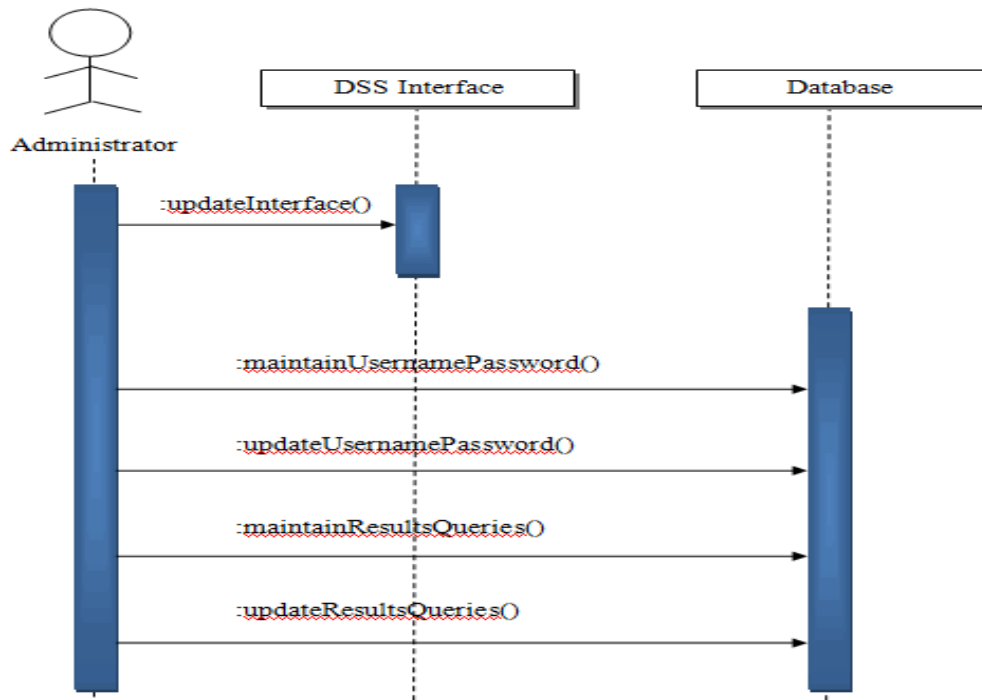 DSS Interface
Database
Administrator
:updateInterface()
:maintainUsernamePassword()
:updateUsernamePassword()
:maintainResultsQueries()
:updateResultsQueries()